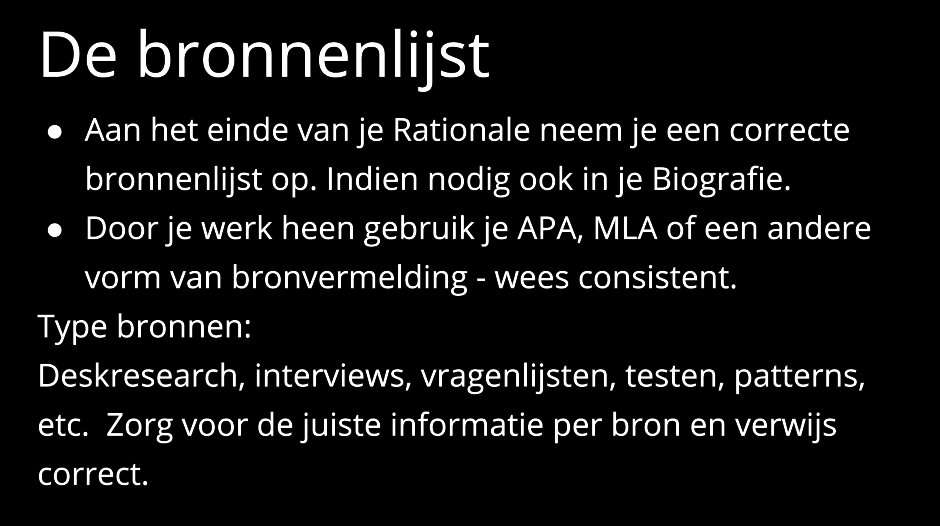 De bronnenlijst
● Aan het einde van je Rationale neem je een correcte
bronnenlijst op. Indien nodig ook in je Biografie.
● Door je werk heen gebruik je APA, MLA of een andere
vorm van bronvermelding - wees consistent.
Type bronnen:
Deskresearch, interviews, vragenlijsten, testen, patterns,
etc.  Zorg voor de juiste informatie per bron en verwijs
correct.